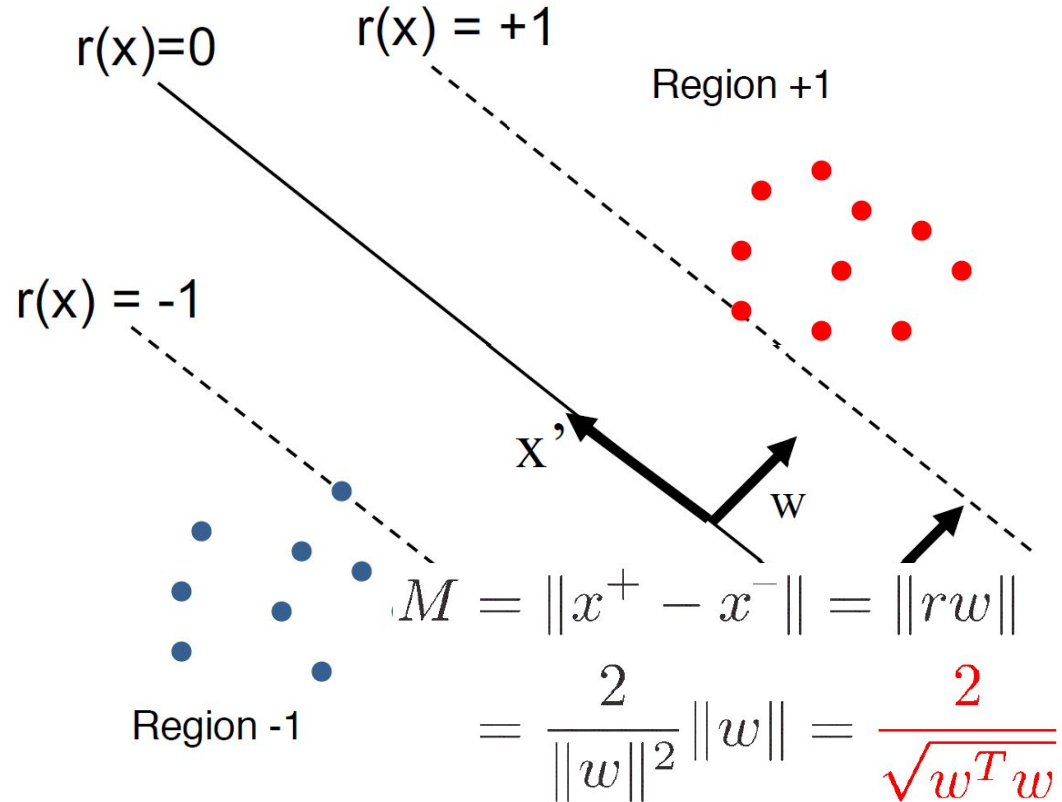 r(x)=0
r(x) = +1
Region +1
r(x) = -1
x’
w
M = ‖x⁺ − x⁻‖ = ‖rw‖
= 2/‖w‖² ‖w‖ = 2/√(wᵀw)
Region -1